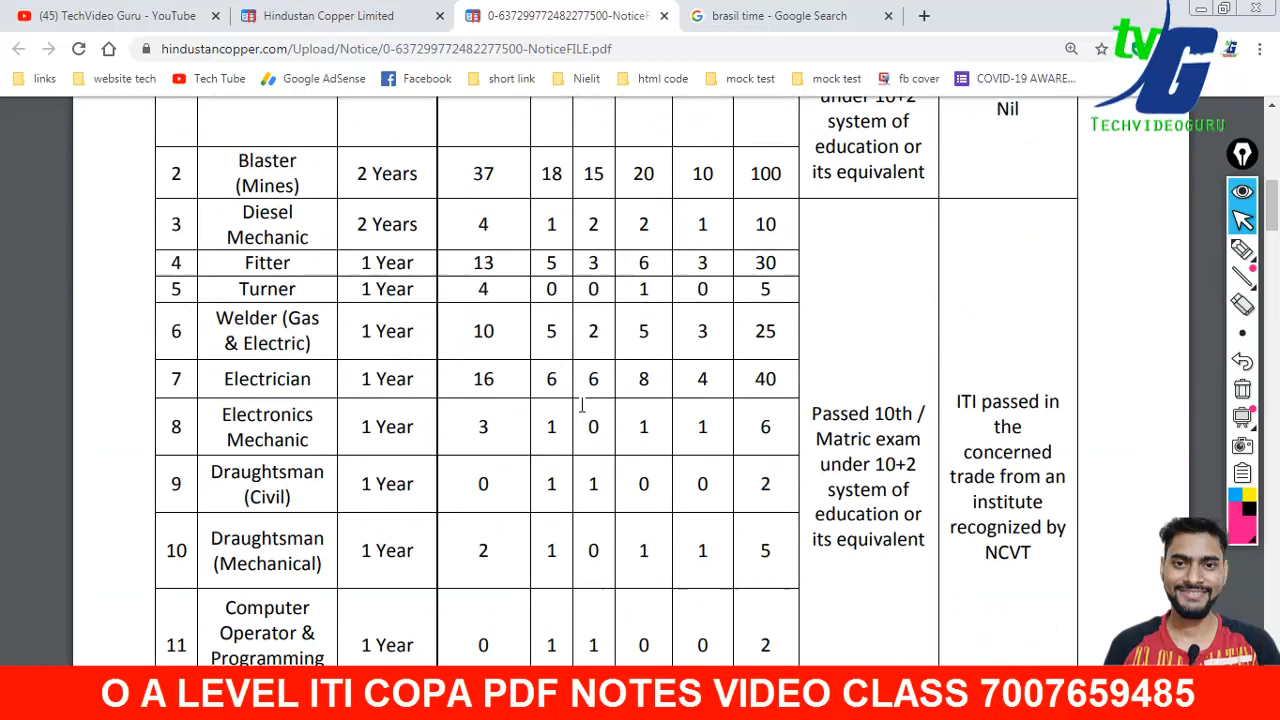 (45) TechVideo Guru - YouTube
Hindustan Copper Limited
0-637299772482277500-NoticeF
brasil time - Google Search
hindustancopper.com/Upload/Notice/0-637299772482277500-NoticeFILE.pdf
links
website tech
Tech Tube
Google AdSense
Facebook
short link
Nielit
html code
mock test
mock test
fb cover
COVID-19 AWARE...
tv G
TECHVIDEOGURU
under 10+2
system of
education or
its equivalent
Nil
2 Blaster (Mines) 2 Years 37 18 15 20 10 100
3 Diesel Mechanic 2 Years 4 1 2 2 1 10
4 Fitter 1 Year 13 5 3 6 3 30
5 Turner 1 Year 4 0 0 1 0 5
6 Welder (Gas & Electric) 1 Year 10 5 2 5 3 25
7 Electrician 1 Year 16 6 6 8 4 40
8 Electronics Mechanic 1 Year 3 1 0 1 1 6
9 Draughtsman (Civil) 1 Year 0 1 1 0 0 2
10 Draughtsman (Mechanical) 1 Year 2 1 0 1 1 5
11 Computer Operator & Programming 1 Year 0 1 1 0 0 2
Passed 10th /
Matric exam
under 10+2
system of
education or
its equivalent
ITI passed in
the
concerned
trade from an
institute
recognized by
NCVT
O A LEVEL ITI COPA PDF NOTES VIDEO CLASS 7007659485